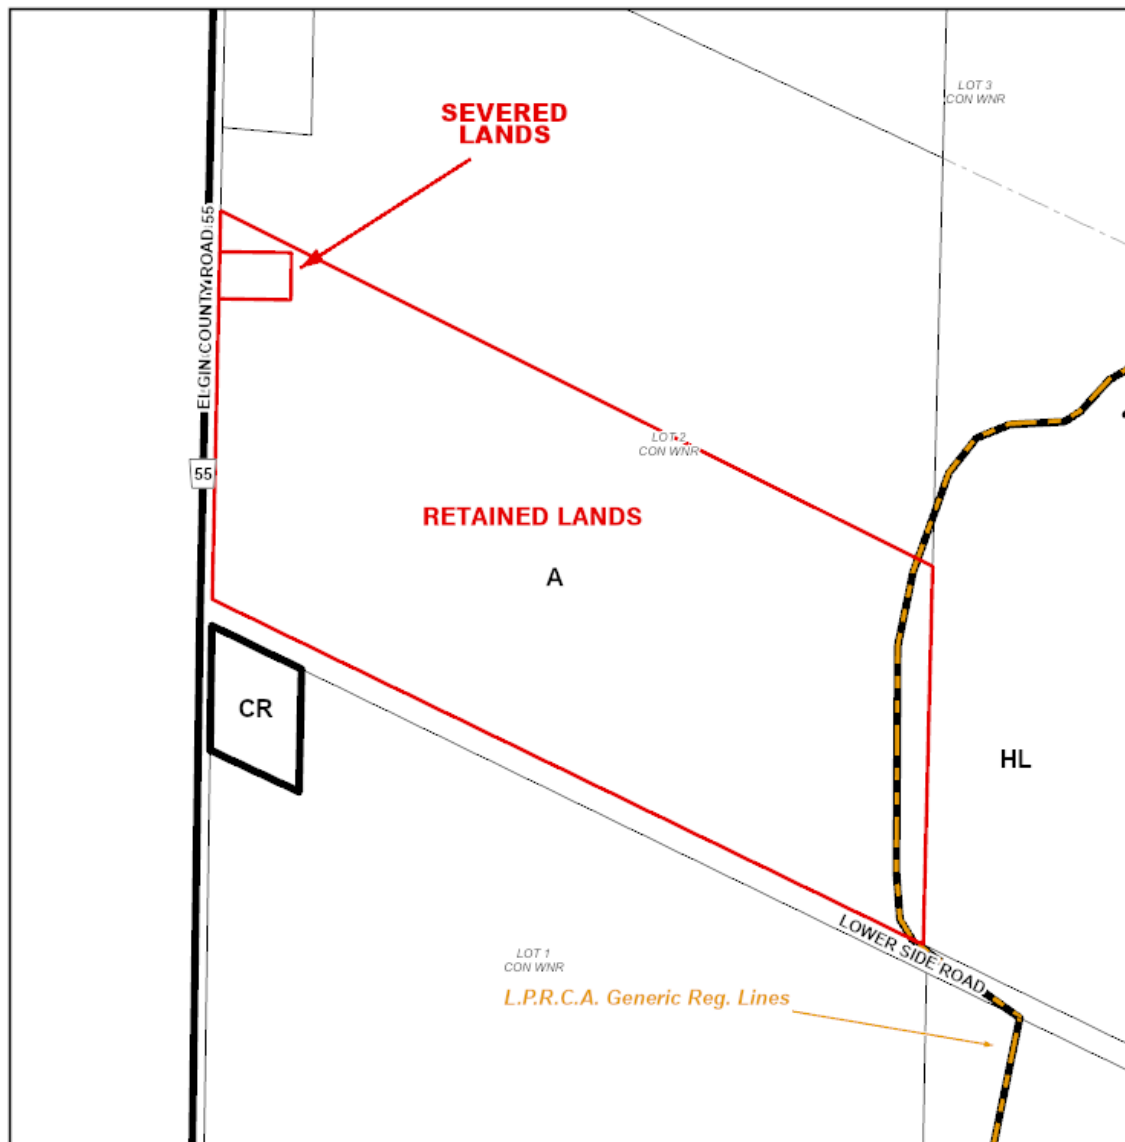 LOT 3
CON WNR
SEVERED
LANDS
ELGIN COUNTY ROAD 55
LOT 2
CON WNR
55
RETAINED LANDS
A
CR
HL
LOWER SIDE ROAD
LOT 1
CON WNR
L.P.R.C.A. Generic Reg. Lines